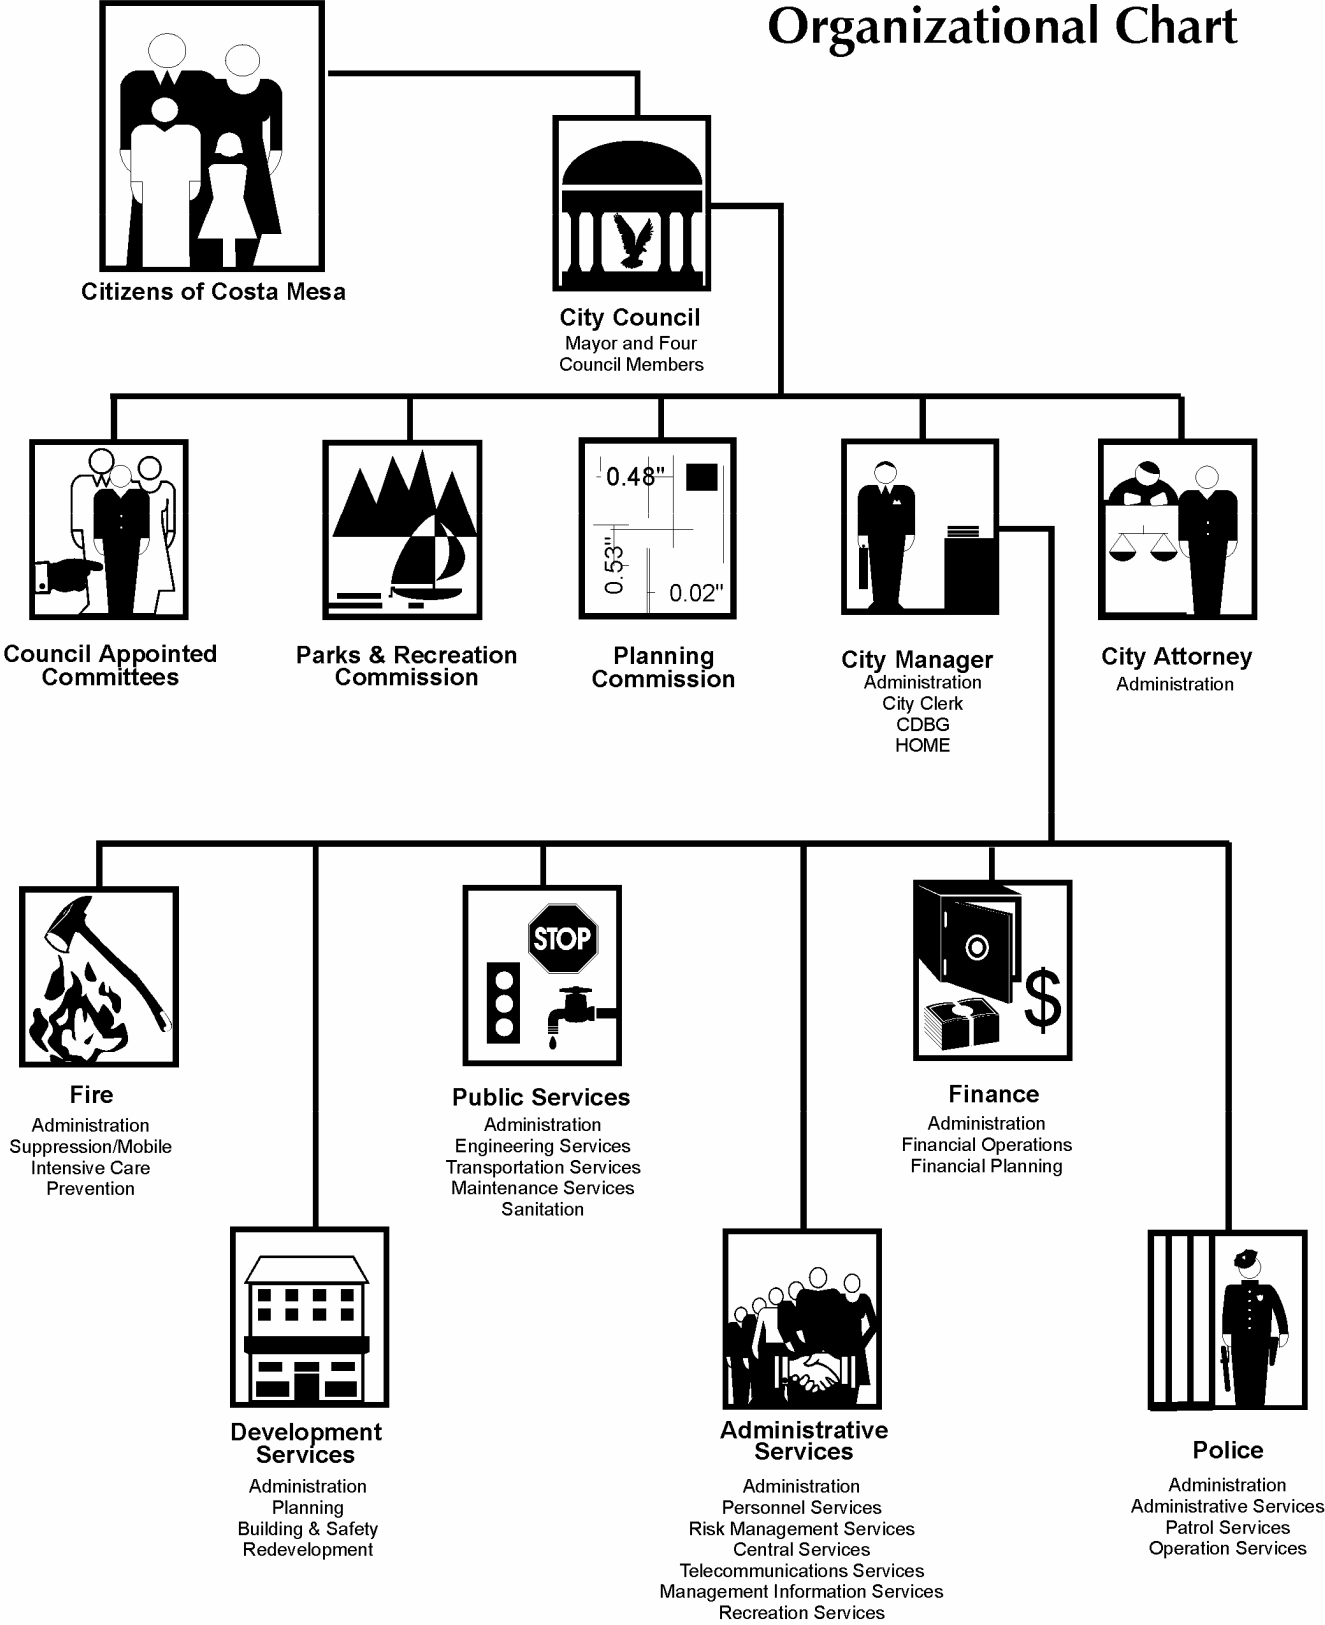 Organizational Chart
Citizens of Costa Mesa
City Council
Mayor and Four
Council Members
Council Appointed
Committees
Parks & Recreation
Commission
0.48"
0.53"
0.02"
Planning
Commission
City Manager
Administration
City Clerk
CDBG
HOME
City Attorney
Administration
Fire
Administration
Suppression/Mobile
Intensive Care
Prevention
STOP
Public Services
Administration
Engineering Services
Transportation Services
Maintenance Services
Sanitation
$
Finance
Administration
Financial Operations
Financial Planning
Development
Services
Administration
Planning
Building & Safety
Redevelopment
Administrative
Services
Administration
Personnel Services
Risk Management Services
Central Services
Telecommunications Services
Management Information Services
Recreation Services
Police
Administration
Administrative Services
Patrol Services
Operation Services